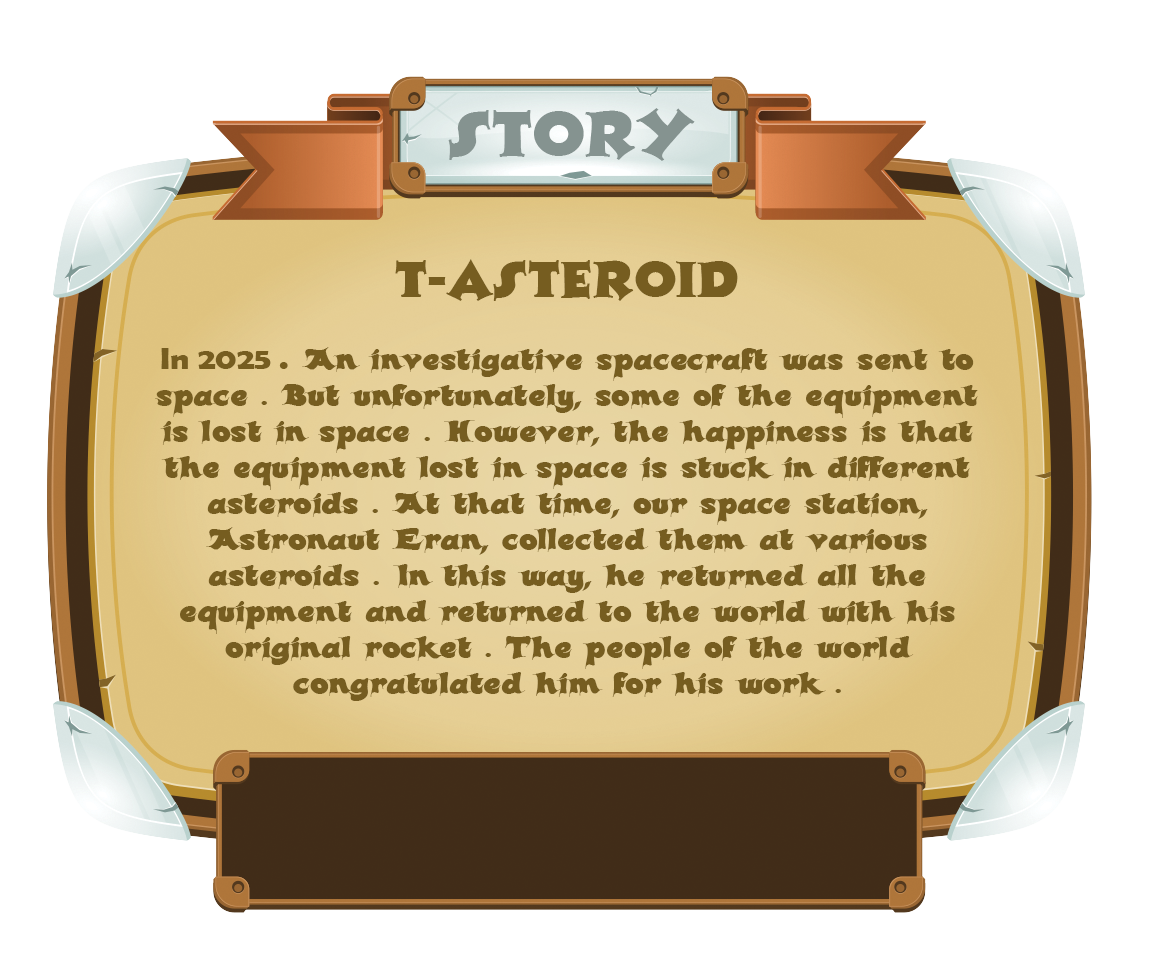 STORY
T-ASTEROID
In 2025 . An investigative spacecraft was sent to
space . But unfortunately, some of the equipment
is lost in space . However, the happiness is that
the equipment lost in space is stuck in different
asteroids . At that time, our space station,
Astronaut Eran, collected them at various
asteroids . In this way, he returned all the
equipment and returned to the world with his
original rocket . The people of the world
congratulated him for his work .